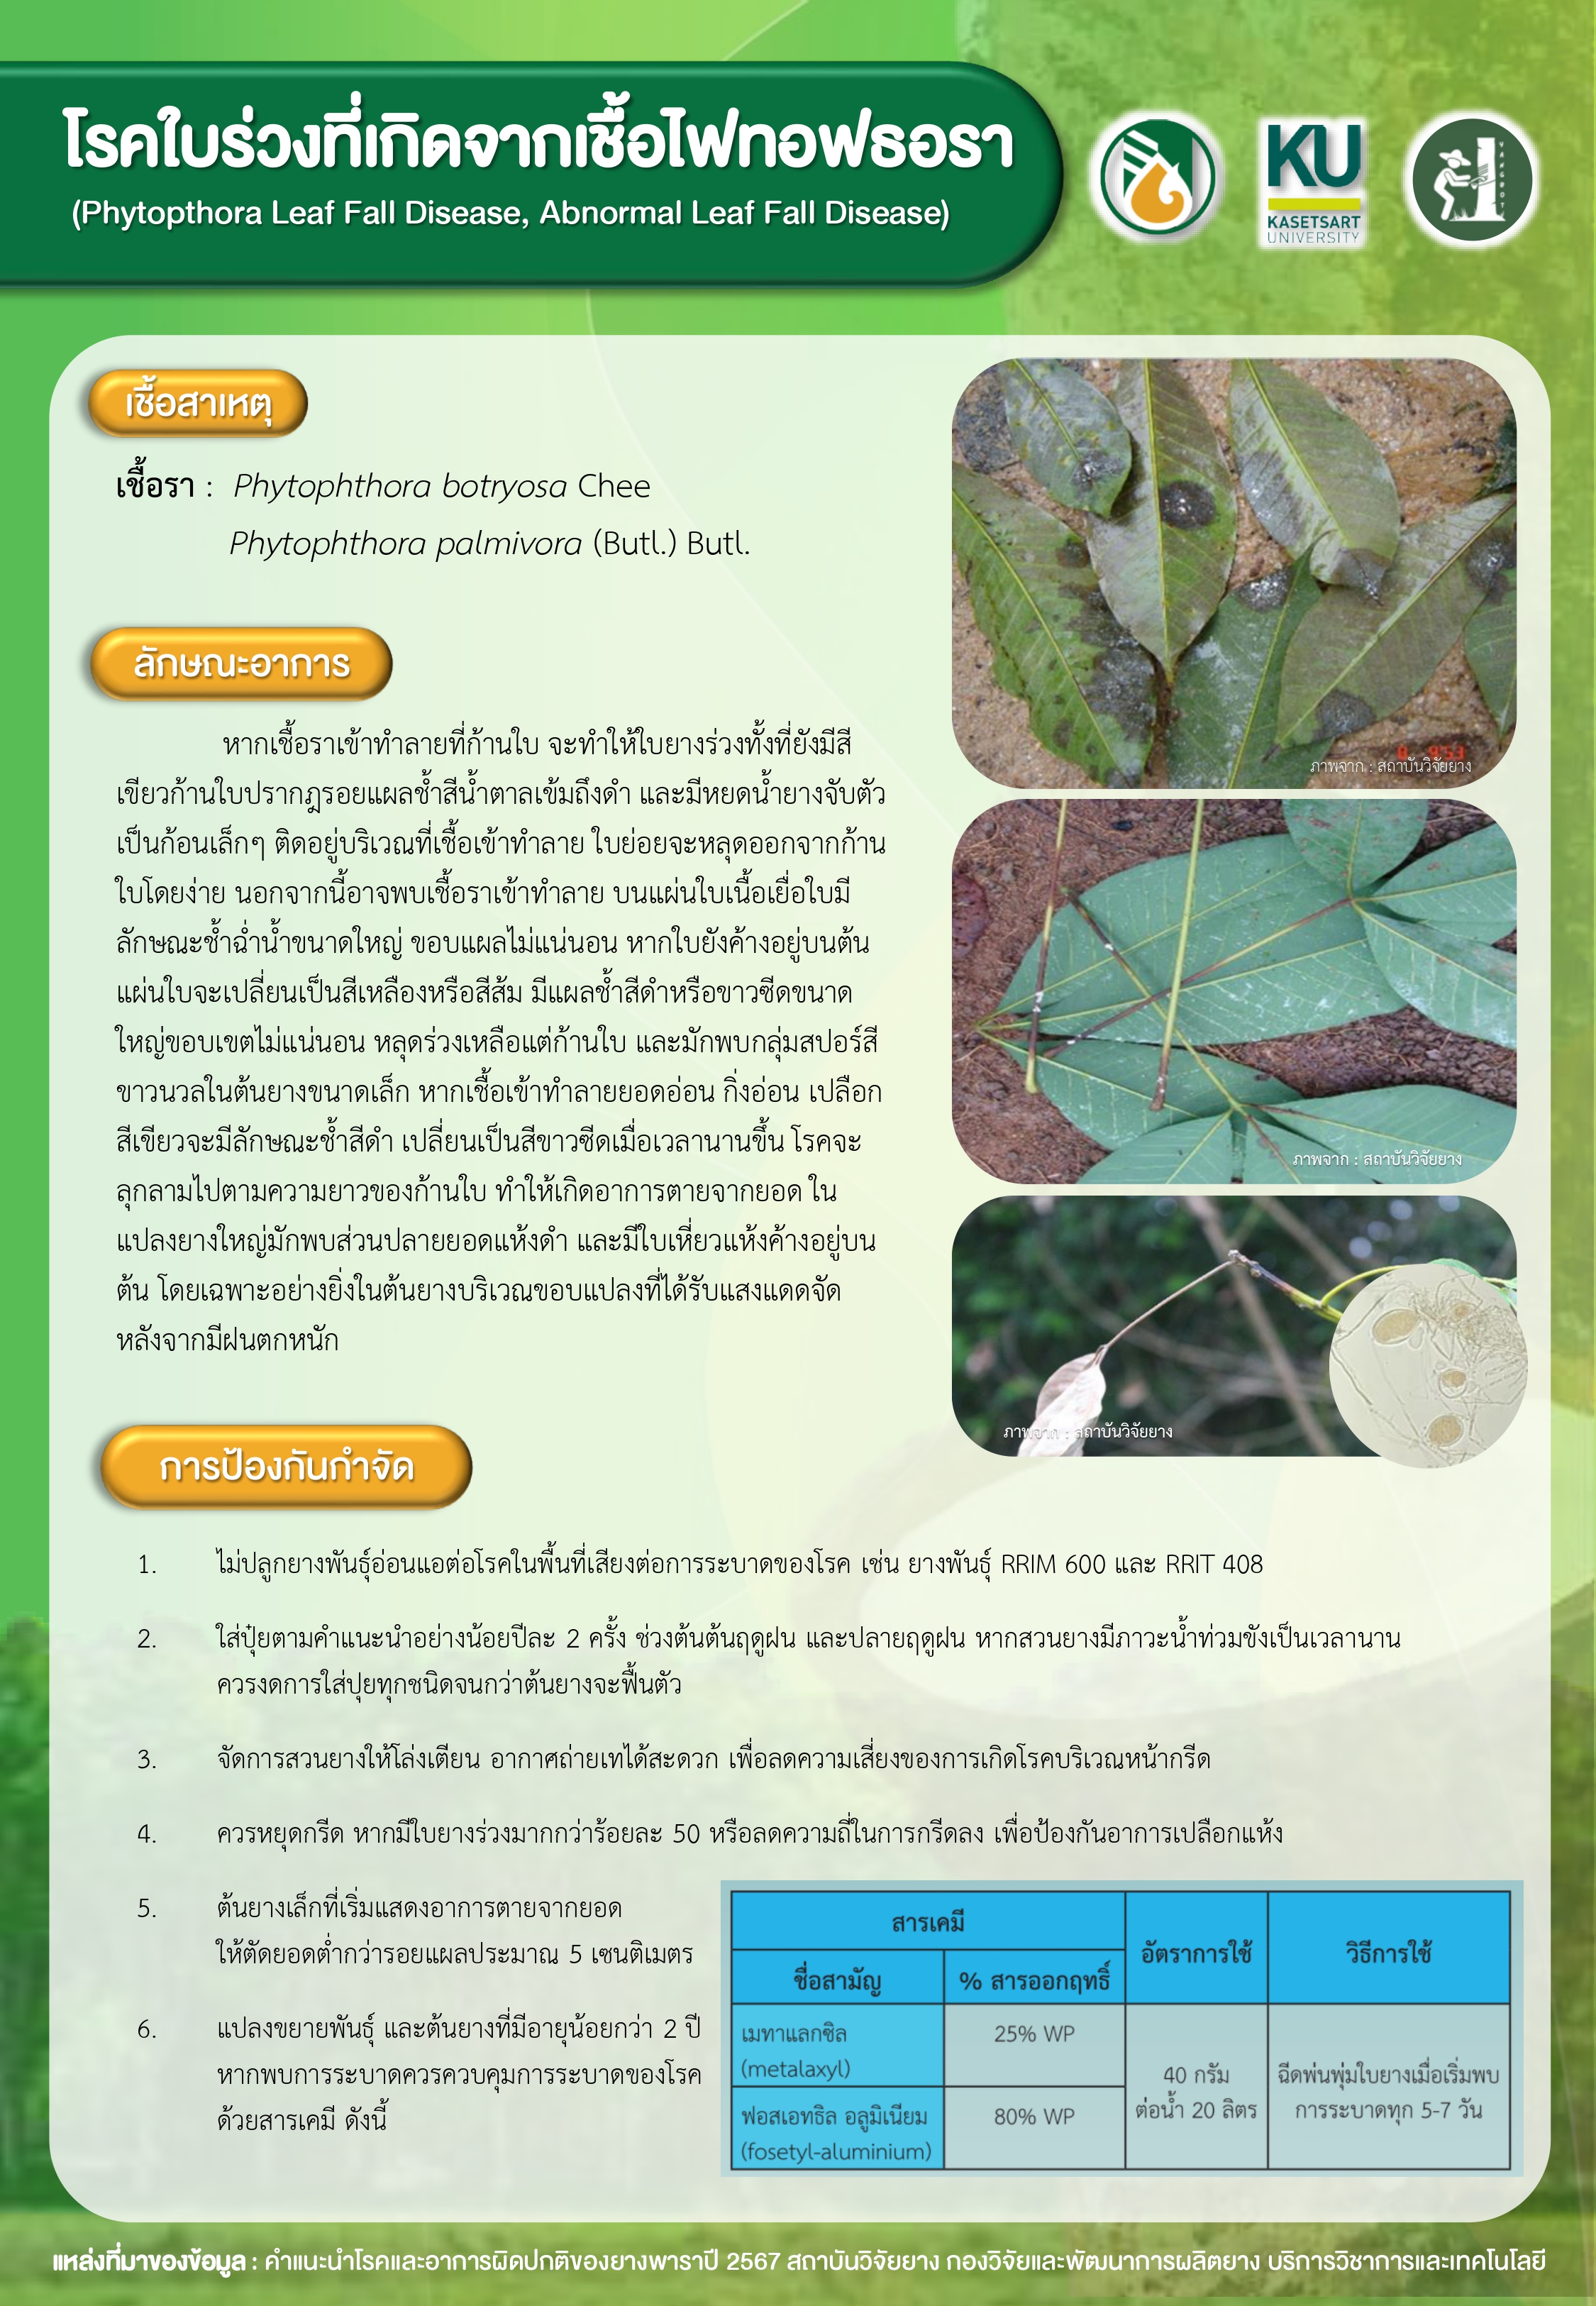 โรคใบร่วงที่เกิดจากเชื้อไฟทอฟธอรา
(Phytopthora Leaf Fall Disease, Abnormal Leaf Fall Disease)
KU
KASETSART
UNIVERSITY
VANGBOT
เชื้อสาเหตุ
เชื้อรา : Phytophthora botryosa Chee
Phytophthora palmivora (Butl.) Butl.
ลักษณะอาการ
หากเชื้อราเข้าทำลายที่ก้านใบ จะทำให้ใบยางร่วงทั้งที่ยังมีสี
เขียวก้านใบปรากฏรอยแผลช้ำสีน้ำตาลเข้มถึงดำ และมีหยดน้ำยางจับตัว
เป็นก้อนเล็กๆ ติดอยู่บริเวณที่เชื้อเข้าทำลาย ใบย่อยจะหลุดออกจากก้าน
ใบโดยง่าย นอกจากนี้อาจพบเชื้อราเข้าทำลาย บนแผ่นใบเนื้อเยื่อใบมี
ลักษณะช้ำฉ่ำน้ำขนาดใหญ่ ขอบแผลไม่แน่นอน หากใบยังค้างอยู่บนต้น
แผ่นใบจะเปลี่ยนเป็นสีเหลืองหรือสีส้ม มีแผลช้ำสีดำหรือขาวซีดขนาด
ใหญ่ขอบเขตไม่แน่นอน หลุดร่วงเหลือแต่ก้านใบ และมักพบกลุ่มสปอร์สี
ขาวนวลในต้นยางขนาดเล็ก หากเชื้อเข้าทำลายยอดอ่อน กิ่งอ่อน เปลือก
สีเขียวจะมีลักษณะช้ำสีดำ เปลี่ยนเป็นสีขาวซีดเมื่อเวลานานขึ้น โรคจะ
ลุกลามไปตามความยาวของก้านใบ ทำให้เกิดอาการตายจากยอด ใน
แปลงยางใหญ่มักพบส่วนปลายยอดแห้งดำ และมีใบเหี่ยวแห้งค้างอยู่บน
ต้น โดยเฉพาะอย่างยิ่งในต้นยางบริเวณขอบแปลงที่ได้รับแสงแดดจัด
หลังจากมีฝนตกหนัก
ภาพจาก : สถาบันวิจัยยาง
ภาพจาก : สถาบันวิจัยยาง
ภาพจาก : สถาบันวิจัยยาง
การป้องกันกำจัด
1. ไม่ปลูกยางพันธุ์อ่อนแอต่อโรคในพื้นที่เสียงต่อการระบาดของโรค เช่น ยางพันธุ์ RRIM 600 และ RRIT 408
2. ใส่ปุ๋ยตามคำแนะนำอย่างน้อยปีละ 2 ครั้ง ช่วงต้นต้นฤดูฝน และปลายฤดูฝน หากสวนยางมีภาวะน้ำท่วมขังเป็นเวลานาน
ควรงดการใส่ปุยทุกชนิดจนกว่าต้นยางจะฟื้นตัว
3. จัดการสวนยางให้โล่งเตียน อากาศถ่ายเทได้สะดวก เพื่อลดความเสี่ยงของการเกิดโรคบริเวณหน้ากรีด
4. ควรหยุดกรีด หากมีใบยางร่วงมากกว่าร้อยละ 50 หรือลดความถี่ในการกรีดลง เพื่อป้องกันอาการเปลือกแห้ง
5. ต้นยางเล็กที่เริ่มแสดงอาการตายจากยอด
ให้ตัดยอดต่ำกว่ารอยแผลประมาณ 5 เซนติเมตร
6. แปลงขยายพันธุ์ และต้นยางที่มีอายุน้อยกว่า 2 ปี
หากพบการระบาดควรควบคุมการระบาดของโรค
ด้วยสารเคมี ดังนี้
สารเคมี
อัตราการใช้ วิธีการใช้
ชื่อสามัญ % สารออกฤทธิ์
เมทาแลกซิล 25% WP
(metalaxyl)
40 กรัม ฉีดพ่นพุ่มใบยางเมื่อเริ่มพบ
ต่อน้ำ 20 ลิตร การระบาดทุก 5-7 วัน
ฟอสเอทธิล อลูมิเนียม 80% WP
(fosetyl-aluminium)
แหล่งที่มาของข้อมูล : คำแนะนำโรคและอาการผิดปกติของยางพาราปี 2567 สถาบันวิจัยยาง กองวิจัยและพัฒนาการผลิตยาง บริการวิชาการและเทคโนโลยี